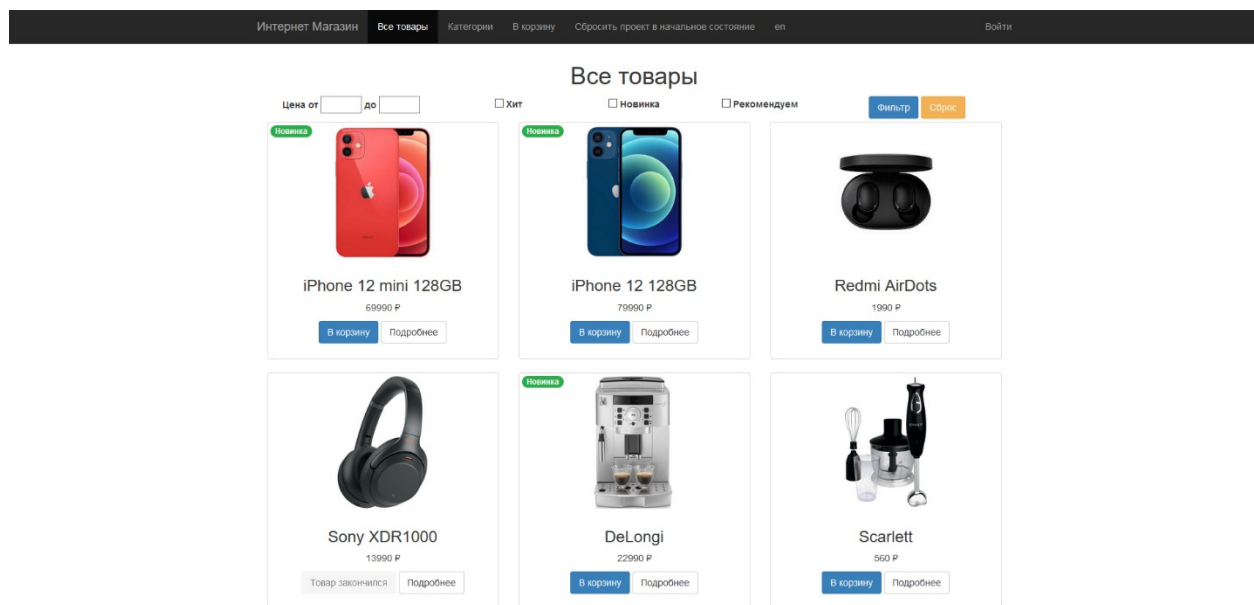 Интернет Магазин Все товары Категории В корзину Сбросить проект в начальное состояние en Войти
Все товары
Цена от до Хит Новинка Рекомендуем Фильтр Сброс
Новинка
iPhone 12 mini 128GB
69990 ₽
В корзину Подробнее
Новинка
iPhone 12 128GB
79990 ₽
В корзину Подробнее
Redmi AirDots
1990 ₽
В корзину Подробнее
Sony XDR1000
13990 ₽
Товар закончился Подробнее
Новинка
DeLongi
22990 ₽
В корзину Подробнее
Scarlett
560 ₽
В корзину Подробнее